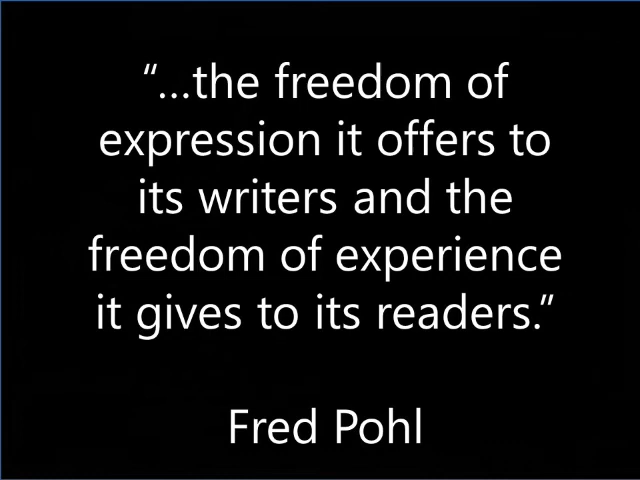 “...the freedom of
expression it offers to
its writers and the
freedom of experience
it gives to its readers.”
Fred Pohl